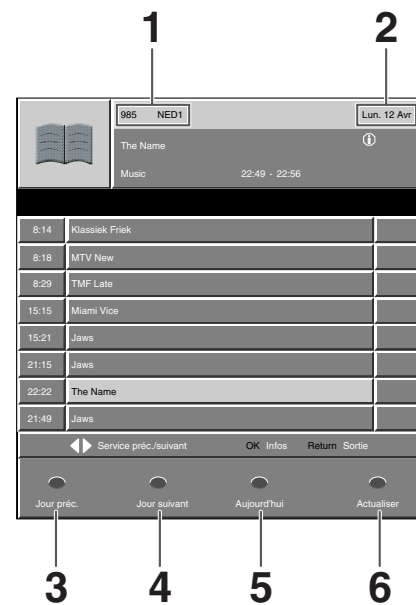 1 2
985 NED1 Lun. 12 Avr
The Name
Music 22:49 - 22:56
8:14 Klassiek Friek
8:18 MTV New
8:29 TMF Late
15:15 Miami Vice
15:21 Jaws
21:15 Jaws
22:22 The Name
21:49 Jaws
Service préc./suivant OK Infos Return Sortie
Jour préc. Jour suivant Aujourd'hui Actualiser
3 4 5 6